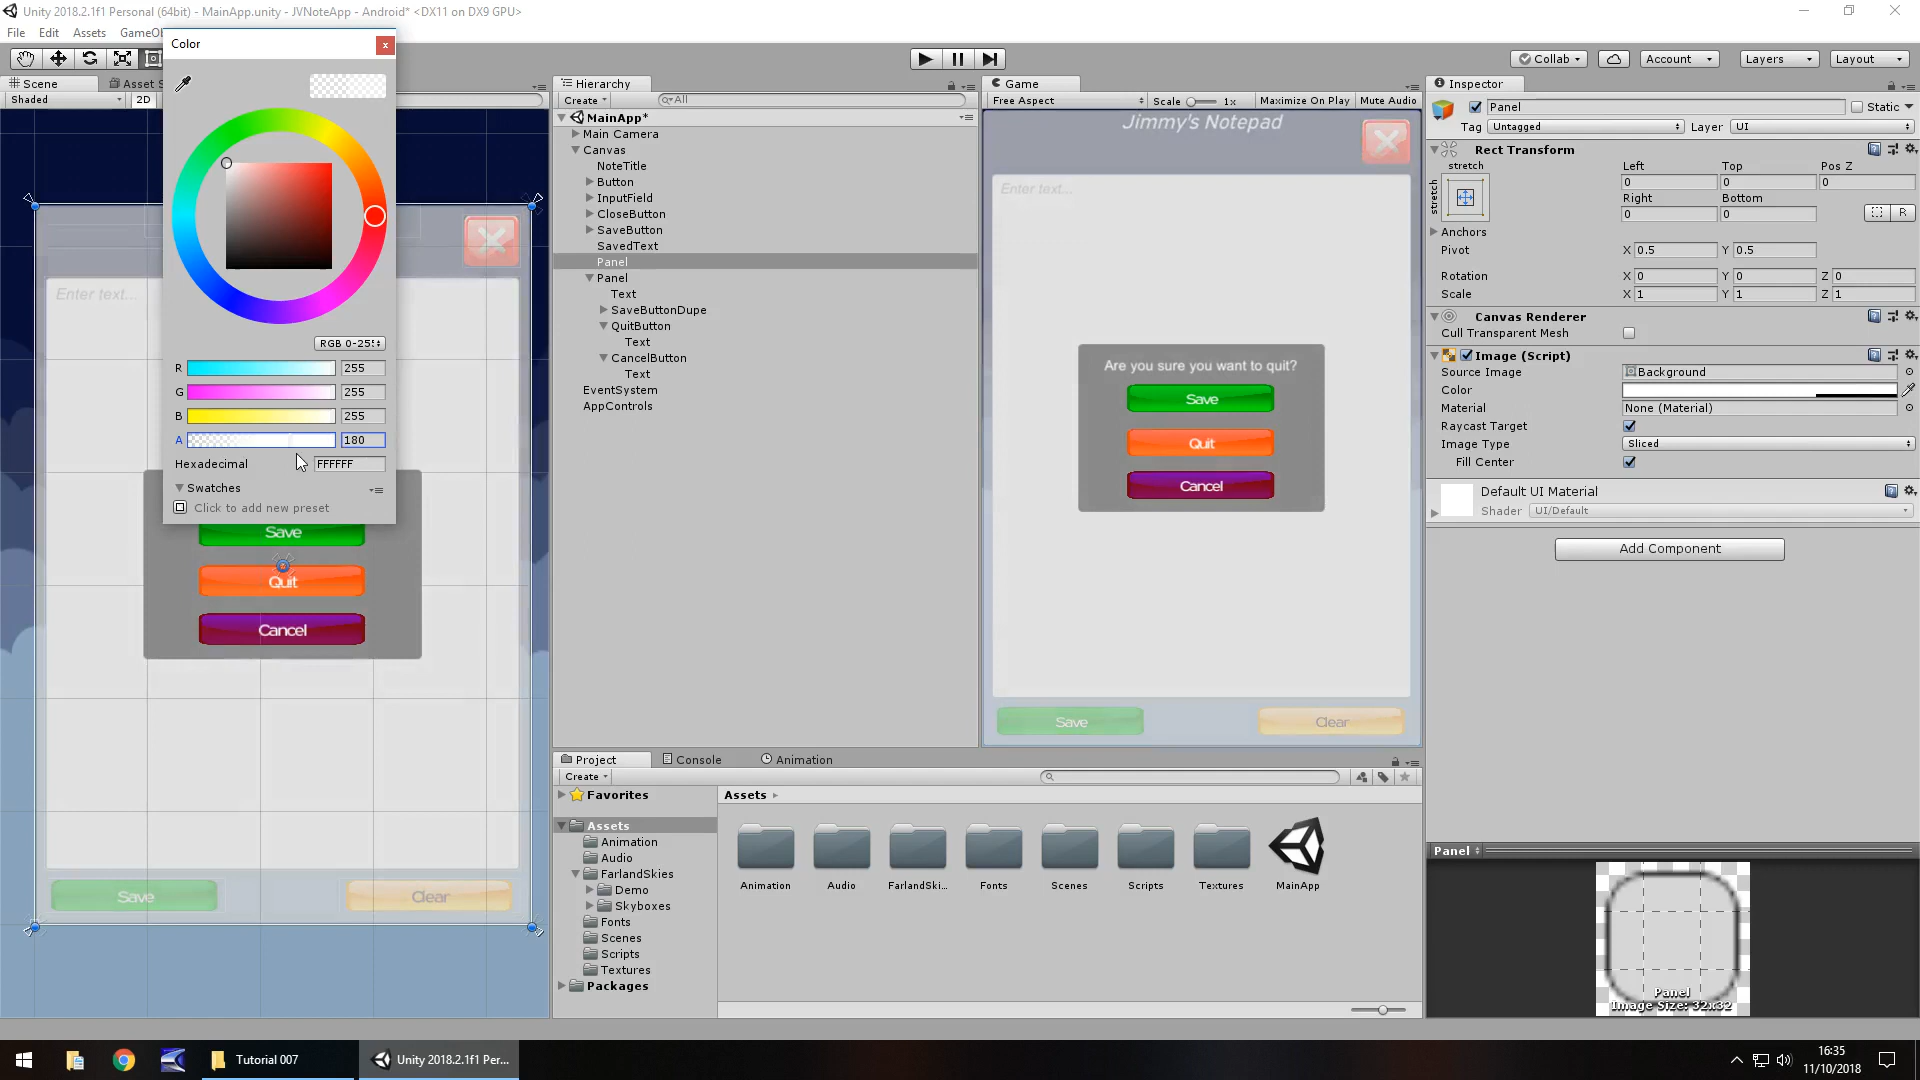 Unity 2018.2.1f1 Personal (64bit) - MainApp.unity - JVNoteApp - Android* <DX11 on DX9 GPU>
File Edit Assets GameOb
Collab Account Layers Layout
Color
Scene Asset S
Shaded 2D
RGB 0-25
R 255
G 255
B 255
A 180
Hexadecimal FFFFFF
Swatches
Click to add new preset
Enter text...
Save
Quit
Cancel
Save Clear
Hierarchy
Create All
MainApp*
Main Camera
Canvas
NoteTitle
Button
InputField
CloseButton
SaveButton
SavedText
Panel
Panel
Text
SaveButtonDupe
QuitButton
Text
CancelButton
Text
EventSystem
AppControls
Game
Free Aspect Scale 1x Maximize On Play Mute Audio
Jimmy's Notepad
Enter text...
Are you sure you want to quit?
Save
Quit
Cancel
Save Clear
Project Console Animation
Create
Favorites
Assets
Animation
Audio
FarlandSkies
Demo
Skyboxes
Fonts
Scenes
Scripts
Textures
Packages
Assets
Animation Audio FarlandSki... Fonts Scenes Scripts Textures MainApp
Inspector
Panel Static
Tag Untagged Layer UI
Rect Transform
stretch Left Top Pos Z
stretch 0 0 0
Right Bottom
0 0 R
Anchors
Pivot X 0.5 Y 0.5
Rotation X 0 Y 0 Z 0
Scale X 1 Y 1 Z 1
Canvas Renderer
Cull Transparent Mesh
Image (Script)
Source Image Background
Color
Material None (Material)
Raycast Target
Image Type Sliced
Fill Center
Default UI Material
Shader UI/Default
Add Component
Panel
Panel
Image Size: 32x32
Tutorial 007 Unity 2018.2.1f1 Per...
16:35
11/10/2018